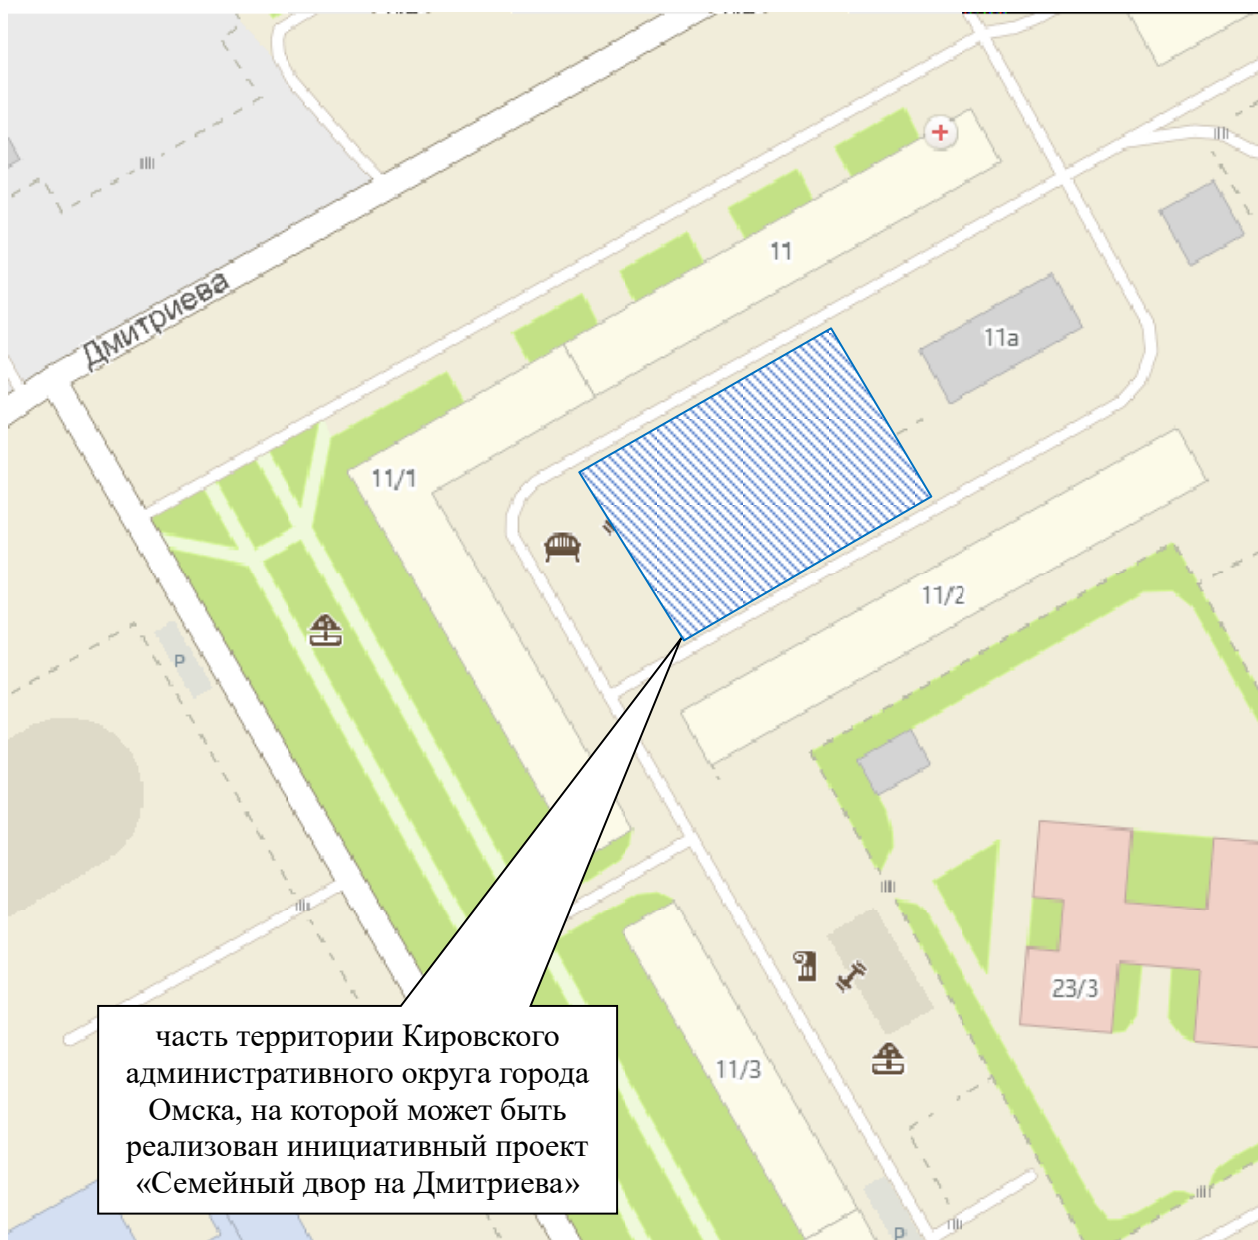 11
Дмитриева
11а
11/1
11/2
P
23/3
11/3
часть территории Кировского
административного округа города
Омска, на которой может быть
реализован инициативный проект
«Семейный двор на Дмитриева»
P